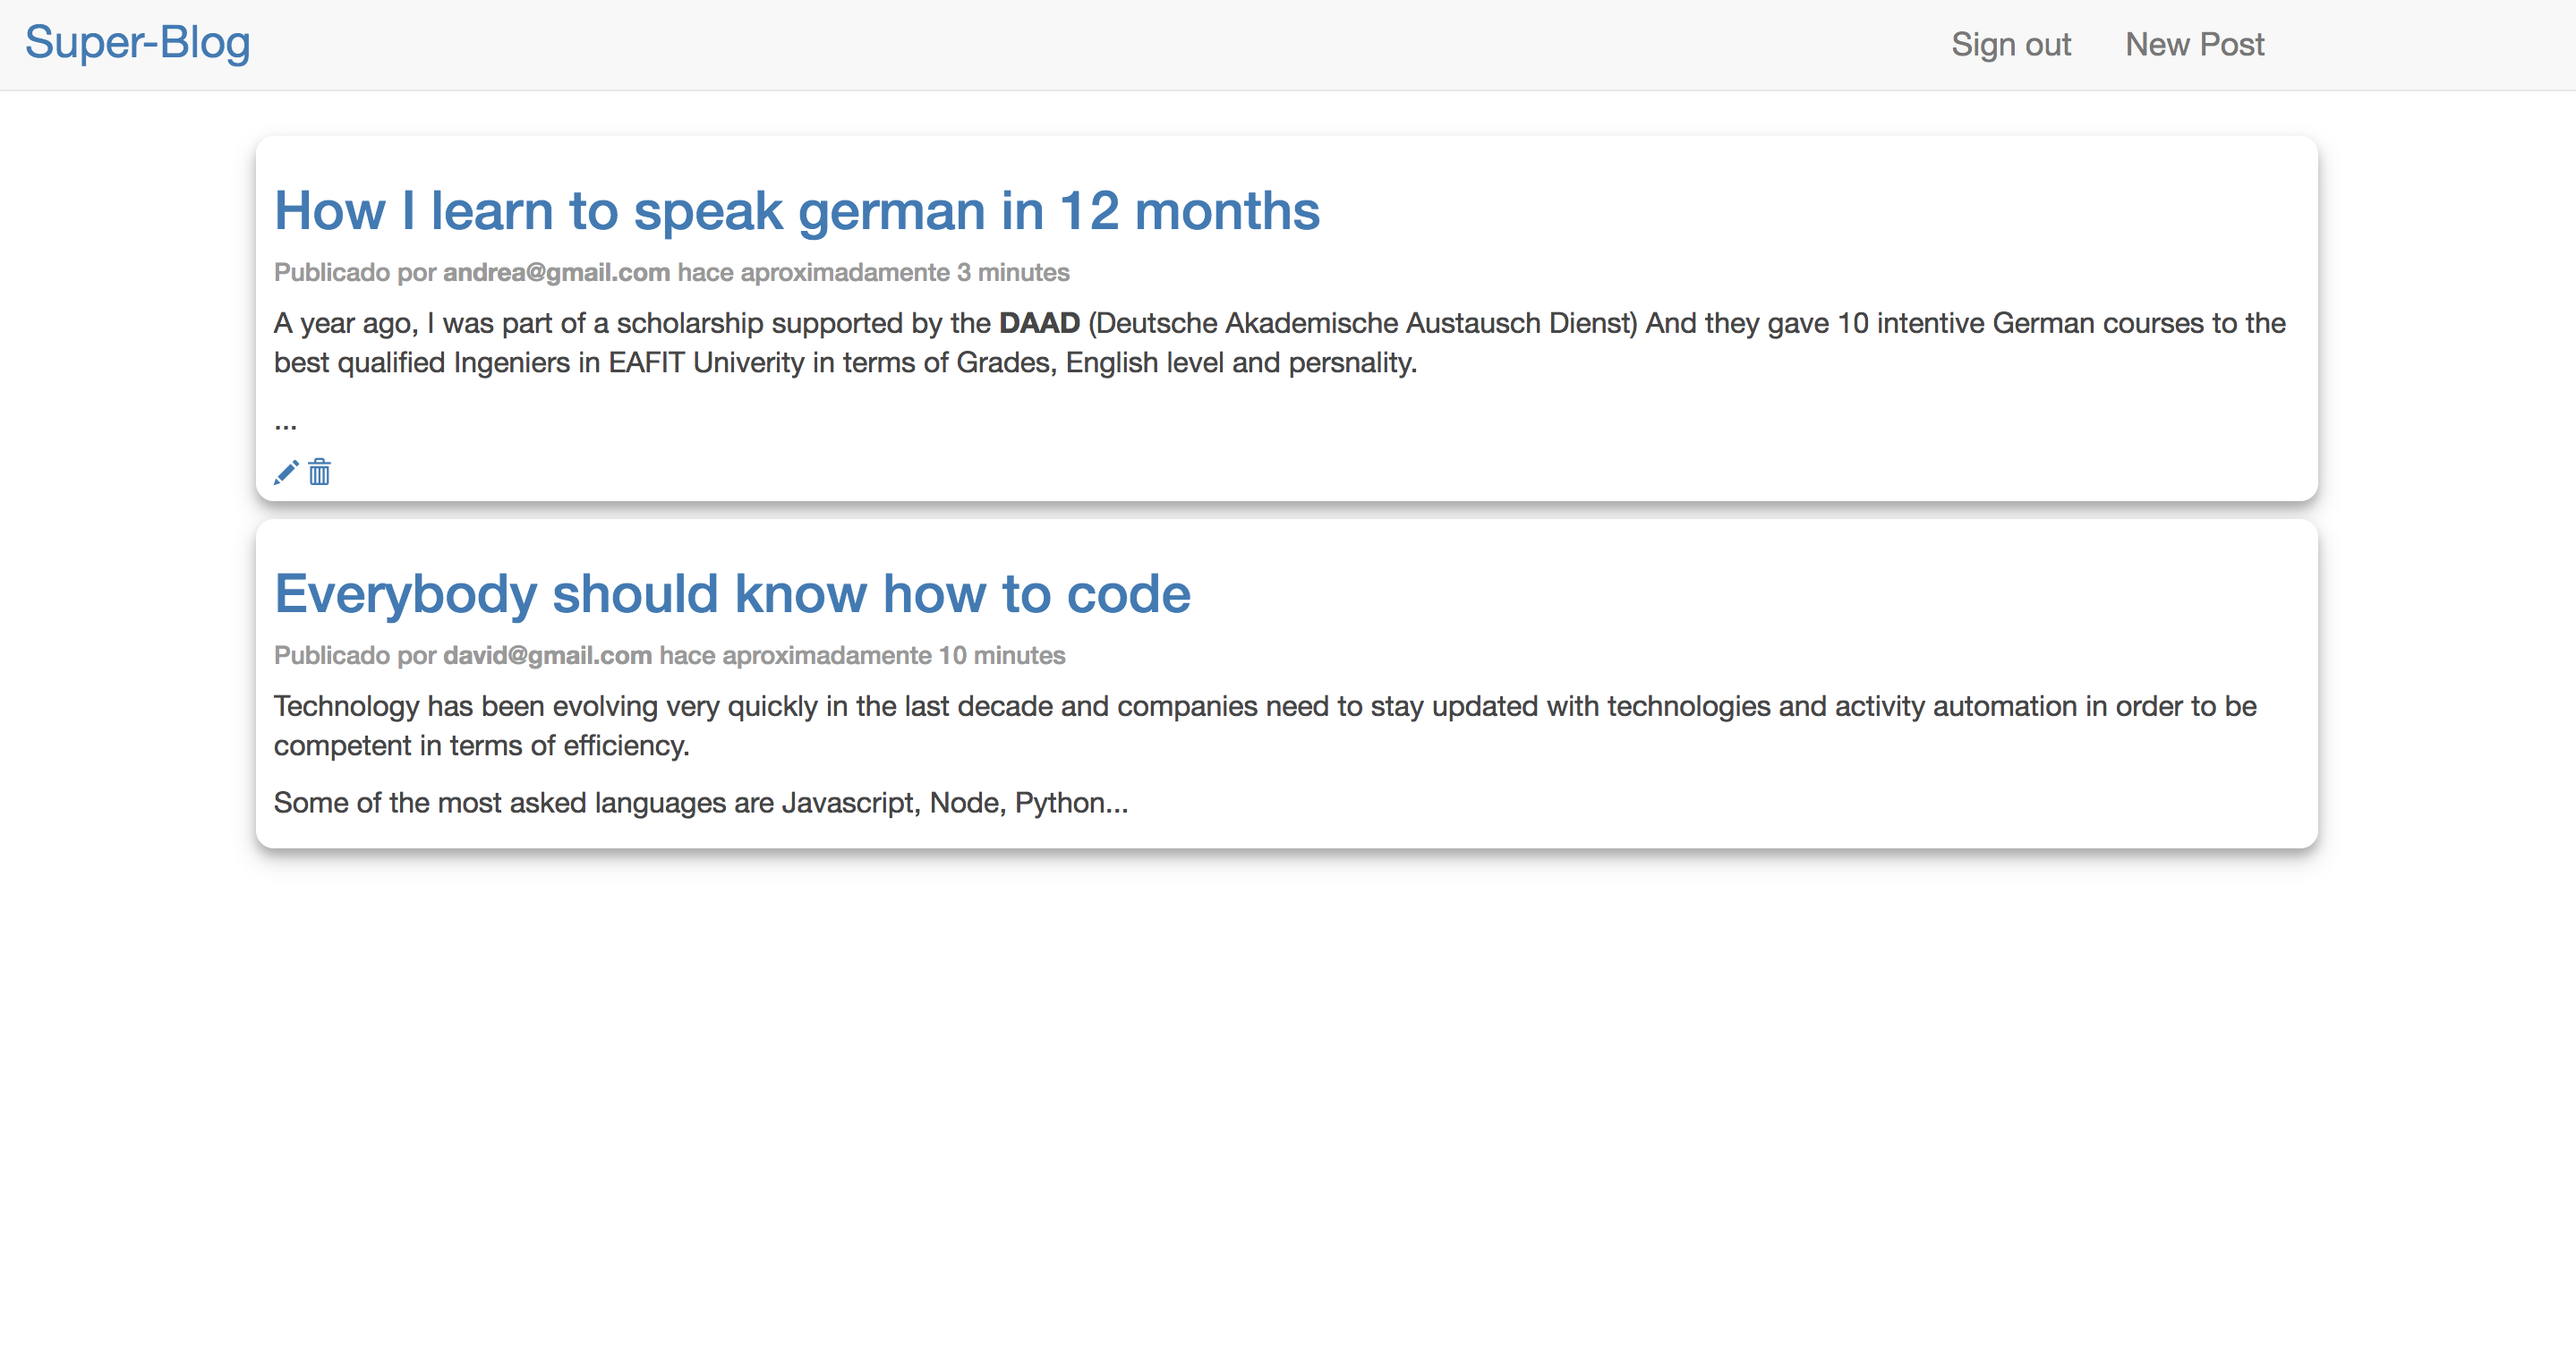 Super-Blog
Sign out
New Post
How I learn to speak german in 12 months
Publicado por andrea@gmail.com hace aproximadamente 3 minutes
A year ago, I was part of a scholarship supported by the DAAD (Deutsche Akademische Austausch Dienst) And they gave 10 intentive German courses to the
best qualified Ingeniers in EAFIT Univerity in terms of Grades, English level and persnality.
...
Everybody should know how to code
Publicado por david@gmail.com hace aproximadamente 10 minutes
Technology has been evolving very quickly in the last decade and companies need to stay updated with technologies and activity automation in order to be
competent in terms of efficiency.
Some of the most asked languages are Javascript, Node, Python...